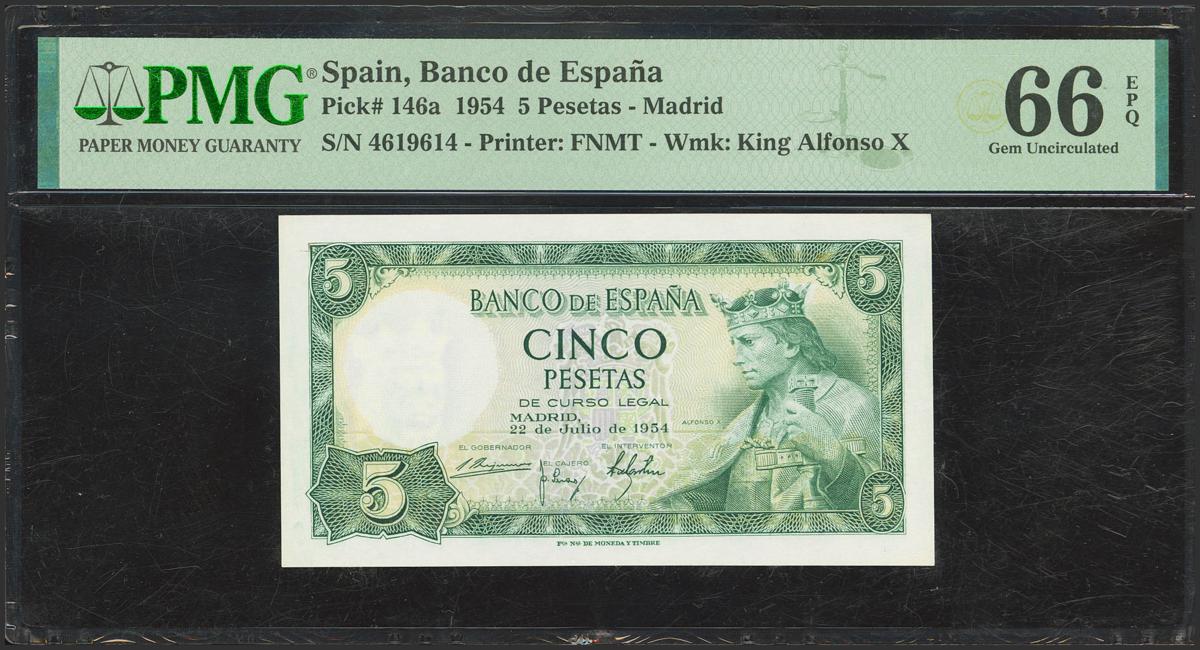 PMG®
PAPER MONEY GUARANTY
Spain, Banco de España
Pick# 146a 1954 5 Pesetas - Madrid
S/N 4619614 - Printer: FNMT - Wmk: King Alfonso X
66
EPQ
Gem Uncirculated
5
5
BANCO DE ESPAÑA
CINCO
PESETAS
DE CURSO LEGAL
MADRID,
22 de Julio de 1954
ALFONSO X
EL GOBERNADOR
EL INTERVENTOR
EL CAJERO
5
5
Fca Nal DE MONEDA Y TIMBRE